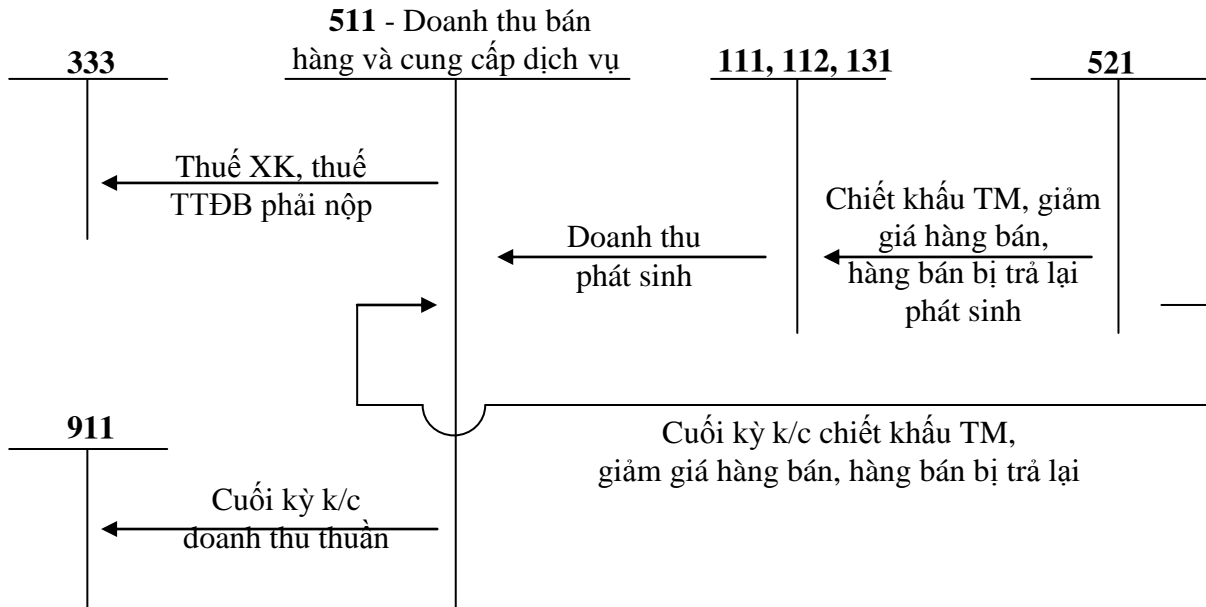 511 - Doanh thu bán
hàng và cung cấp dịch vụ
333
111, 112, 131
521
Thuế XK, thuế
TTĐB phải nộp
Doanh thu
phát sinh
Chiết khấu TM, giảm
giá hàng bán,
hàng bán bị trả lại
phát sinh
911
Cuối kỳ k/c chiết khấu TM,
giảm giá hàng bán, hàng bán bị trả lại
Cuối kỳ k/c
doanh thu thuần